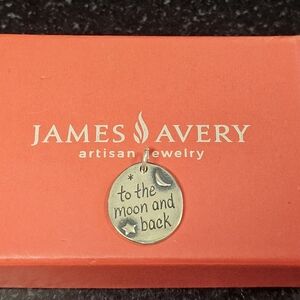 JAMES AVERY
artisan jewelry
to the
moon and
back